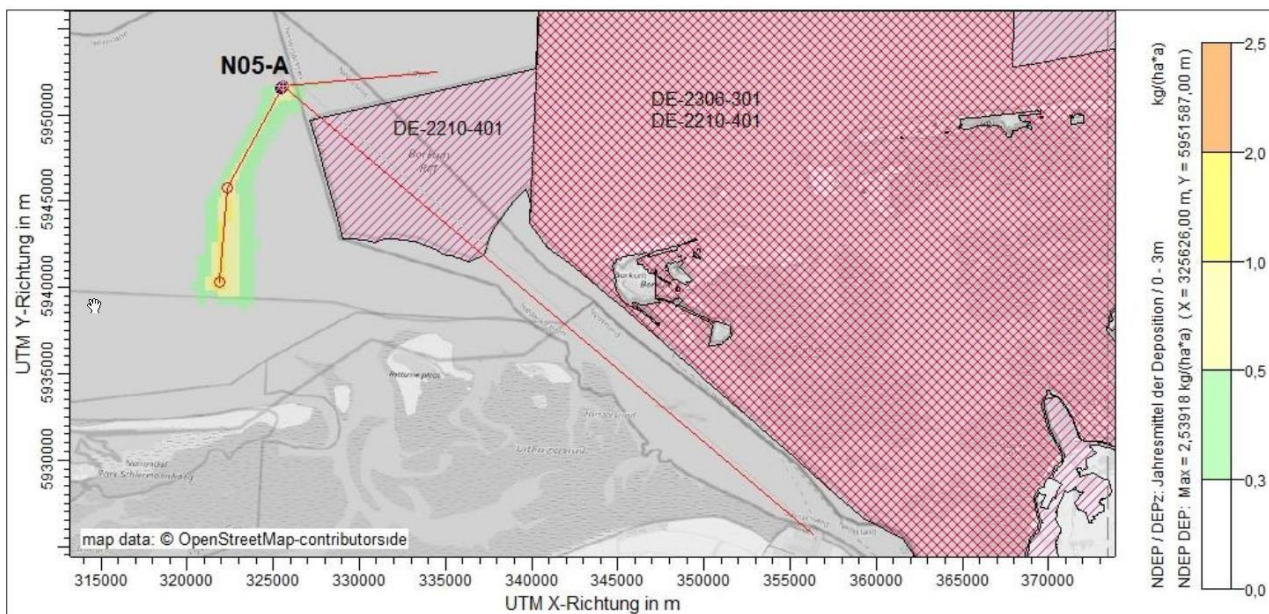 N05-A
DE-2210-401
DE-2306-301
DE-2210-401
Borkum
Riff
Borkum
map data: © OpenStreetMap-contributorside
UTM Y-Richtung in m
5950000
5945000
5940000
5935000
5930000
315000
320000
325000
330000
335000
340000
345000
350000
355000
360000
365000
370000
UTM X-Richtung in m
NDEP / DEPz: Jahresmittel der Deposition / 0 - 3m
kg/(ha*a)
NDEP DEP: Max = 2,53918 kg/(ha*a) ( X = 325626,00 m, Y = 5951587,00 m)
2,5
2,0
1,0
0,5
0,3
0,0